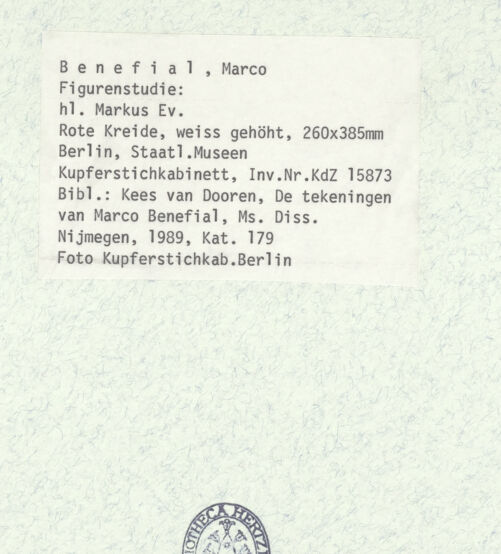 B e n e f i a l , Marco
Figurenstudie:
hl. Markus Ev.
Rote Kreide, weiss gehöht, 260x385mm
Berlin, Staatl.Museen
Kupferstichkabinett, Inv.Nr.KdZ 15873
Bibl.: Kees van Dooren, De tekeningen
van Marco Benefial, Ms. Diss.
Nijmegen, 1989, Kat. 179
Foto Kupferstichkab.Berlin